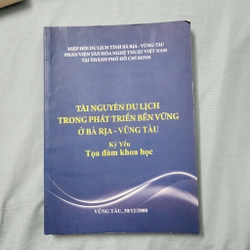 HIỆP HỘI DU LỊCH TỈNH BÀ RỊA - VŨNG TÀU
PHÂN VIỆN VĂN HÓA NGHỆ THUẬT VIỆT NAM
TẠI THÀNH PHỐ HỒ CHÍ MINH
TÀI NGUYÊN DU LỊCH
TRONG PHÁT TRIỂN BỀN VỮNG
Ở BÀ RỊA - VŨNG TÀU
Kỷ Yếu
Tọa đàm khoa học
VŨNG TÀU, 30/12/2008